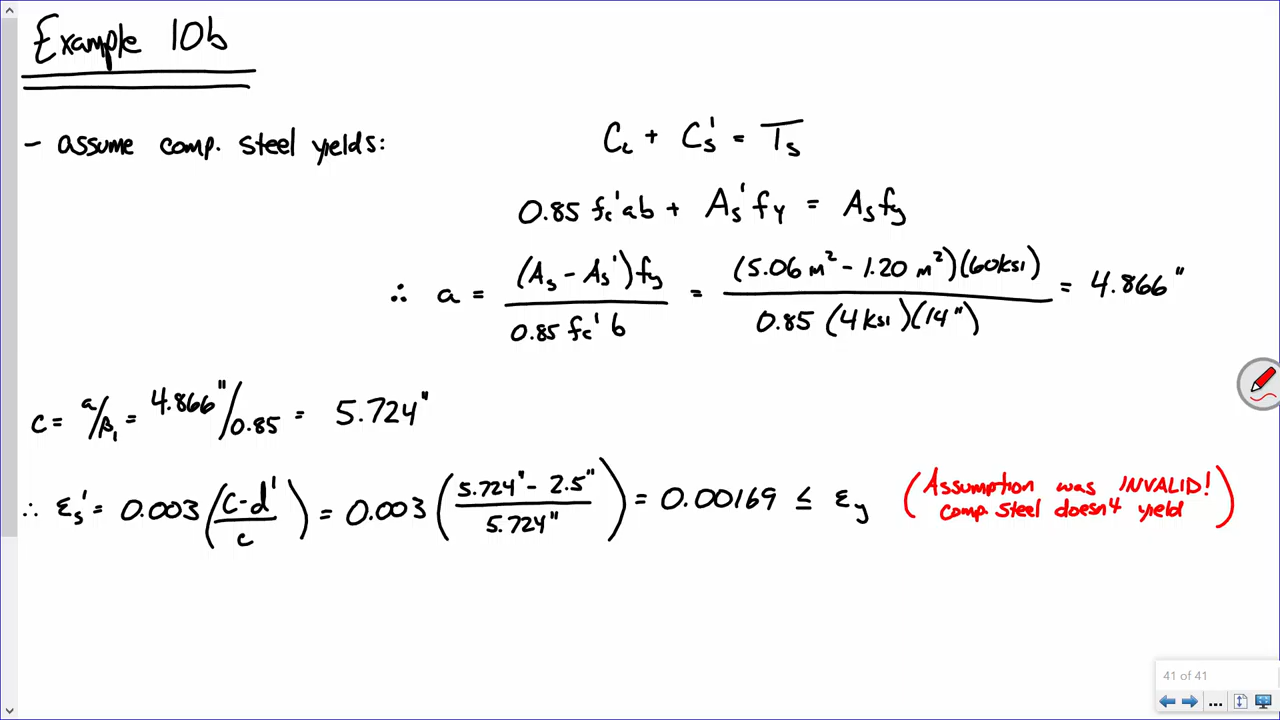 Example 10b
- assume comp. steel yields:
Cc + Cs' = Ts
0.85 fc'ab + As'fy = Asfy
∴ a = (As - As')fy / 0.85 fc' b = (5.06 in² - 1.20 in²)(60ksi) / 0.85 (4ksi)(14") = 4.866"
c = a/β₁ = 4.866"/0.85 = 5.724"
∴ εs' = 0.003 (c-d' / c) = 0.003 (5.724" - 2.5" / 5.724") = 0.00169 ≤ εy
(Assumption was INVALID!
comp. steel doesn't yield)
41 of 41
...